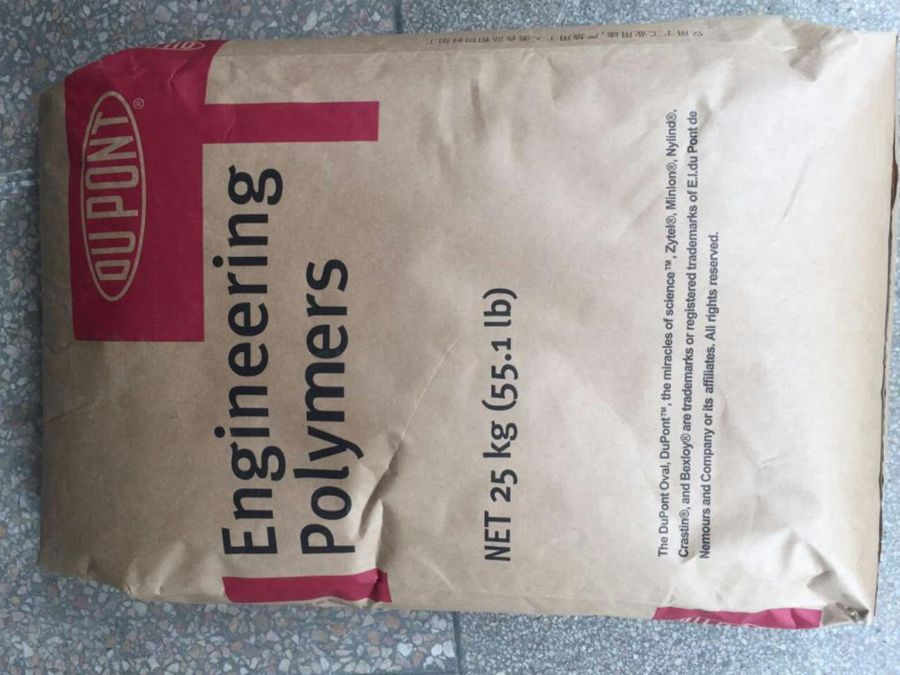 DU PONT®
Engineering
Polymers
NET 25 kg (55.1 lb)
The DuPont Oval, DuPont™, the miracles of science™, Zytel®, Minlon®, Nylind®,
Crastin®, and Bexloy® are trademarks or registered trademarks of E.I.du Pont de
Nemours and Company or its affiliates. All rights reserved.